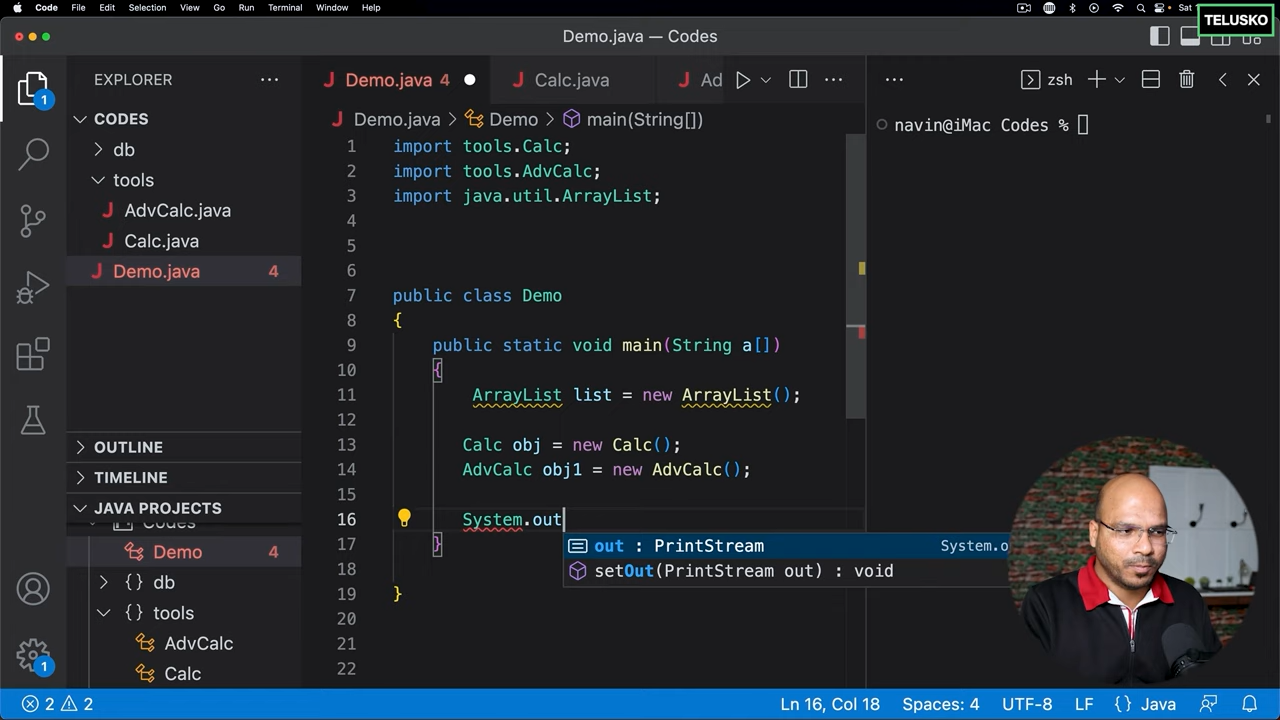 Code File Edit Selection View Go Run Terminal Window Help Sat
TELUSKO
Demo.java — Codes
EXPLORER
Demo.java 4 Calc.java Ad
zsh
CODES
db
tools
AdvCalc.java
Calc.java
Demo.java 4
OUTLINE
TIMELINE
JAVA PROJECTS
Codes
Demo 4
db
tools
AdvCalc
Calc
1
1
Demo.java > Demo > main(String[])
1 import tools.Calc;
2 import tools.AdvCalc;
3 import java.util.ArrayList;
4
5
6
7 public class Demo
8 {
9 public static void main(String a[])
10 {
11 ArrayList list = new ArrayList();
12
13 Calc obj = new Calc();
14 AdvCalc obj1 = new AdvCalc();
15
16 System.out
17 }
18
19 }
20
21
22
out : PrintStream System.o
setOut(PrintStream out) : void
navin@iMac Codes %
2 2 Ln 16, Col 18 Spaces: 4 UTF-8 LF {} Java